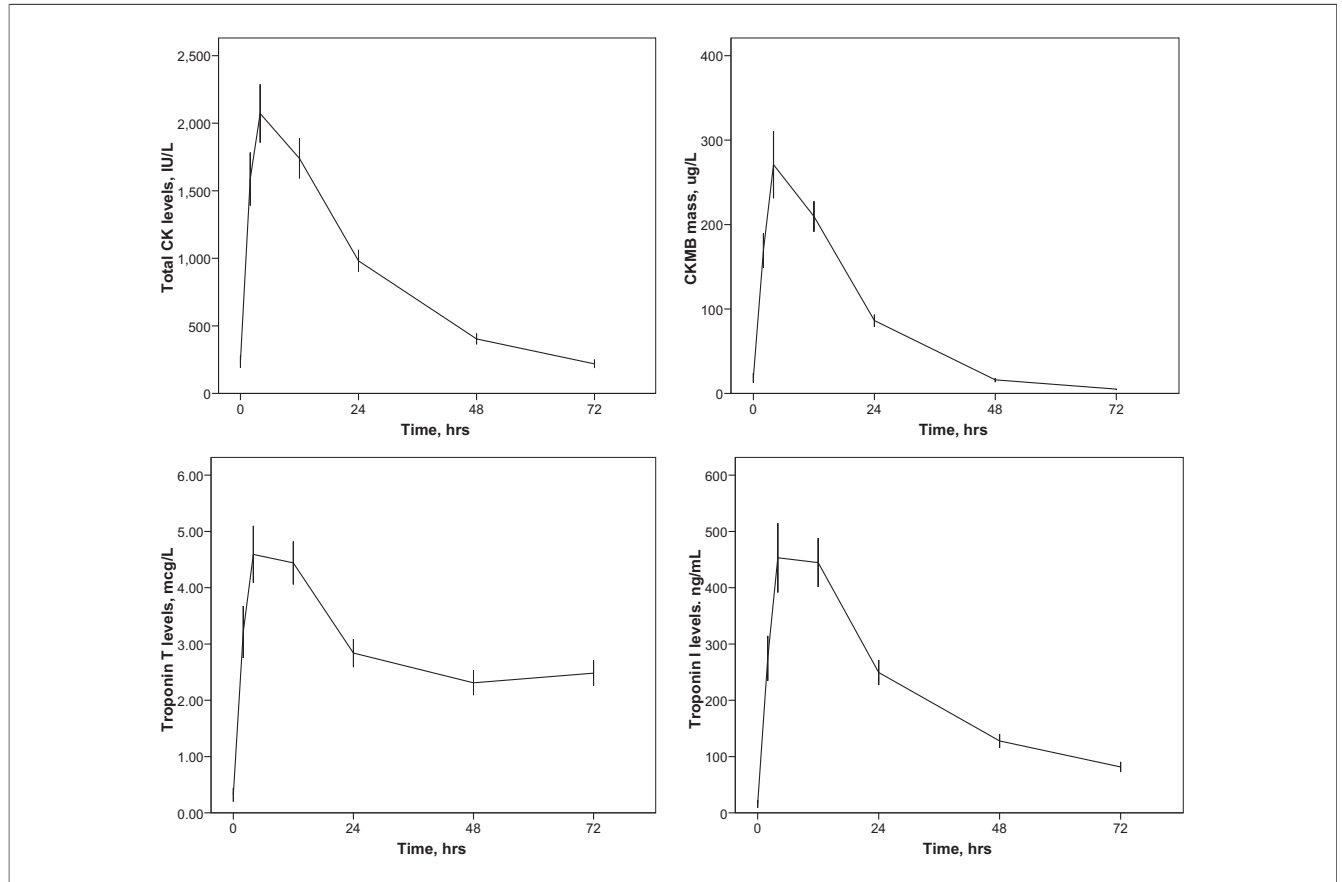 2,500
2,000
1,500
1,000
500
0
Total CK levels, IU/L
0 24 48 72
Time, hrs
400
300
200
100
0
CKMB mass, ug/L
0 24 48 72
Time, hrs
6.00
5.00
4.00
3.00
2.00
1.00
0.00
Troponin T levels, mcg/L
0 24 48 72
Time, hrs
600
500
400
300
200
100
0
Troponin I levels. ng/mL
0 24 48 72
Time, hrs